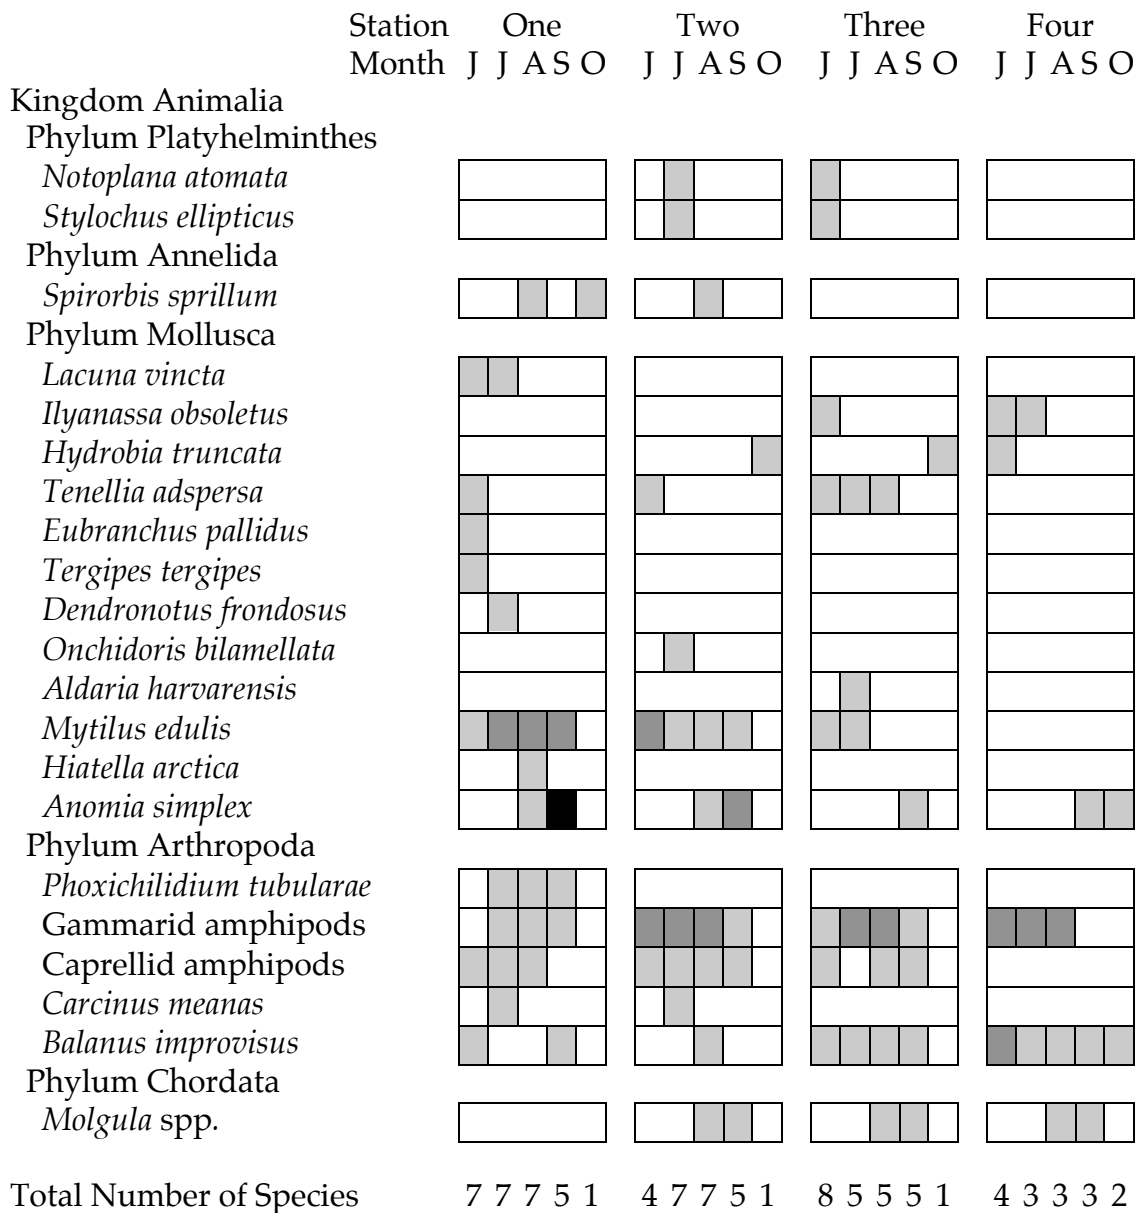 Station One Two Three Four
Month J J A S O J J A S O J J A S O J J A S O
Kingdom Animalia
Phylum Platyhelminthes
Notoplana atomata
Stylochus ellipticus
Phylum Annelida
Spirorbis sprillum
Phylum Mollusca
Lacuna vincta
Ilyanassa obsoletus
Hydrobia truncata
Tenellia adspersa
Eubranchus pallidus
Tergipes tergipes
Dendronotus frondosus
Onchidoris bilamellata
Aldaria harvarensis
Mytilus edulis
Hiatella arctica
Anomia simplex
Phylum Arthropoda
Phoxichilidium tubularae
Gammarid amphipods
Caprellid amphipods
Carcinus meanas
Balanus improvisus
Phylum Chordata
Molgula spp.
Total Number of Species 7 7 7 5 1 4 7 7 5 1 8 5 5 5 1 4 3 3 3 2